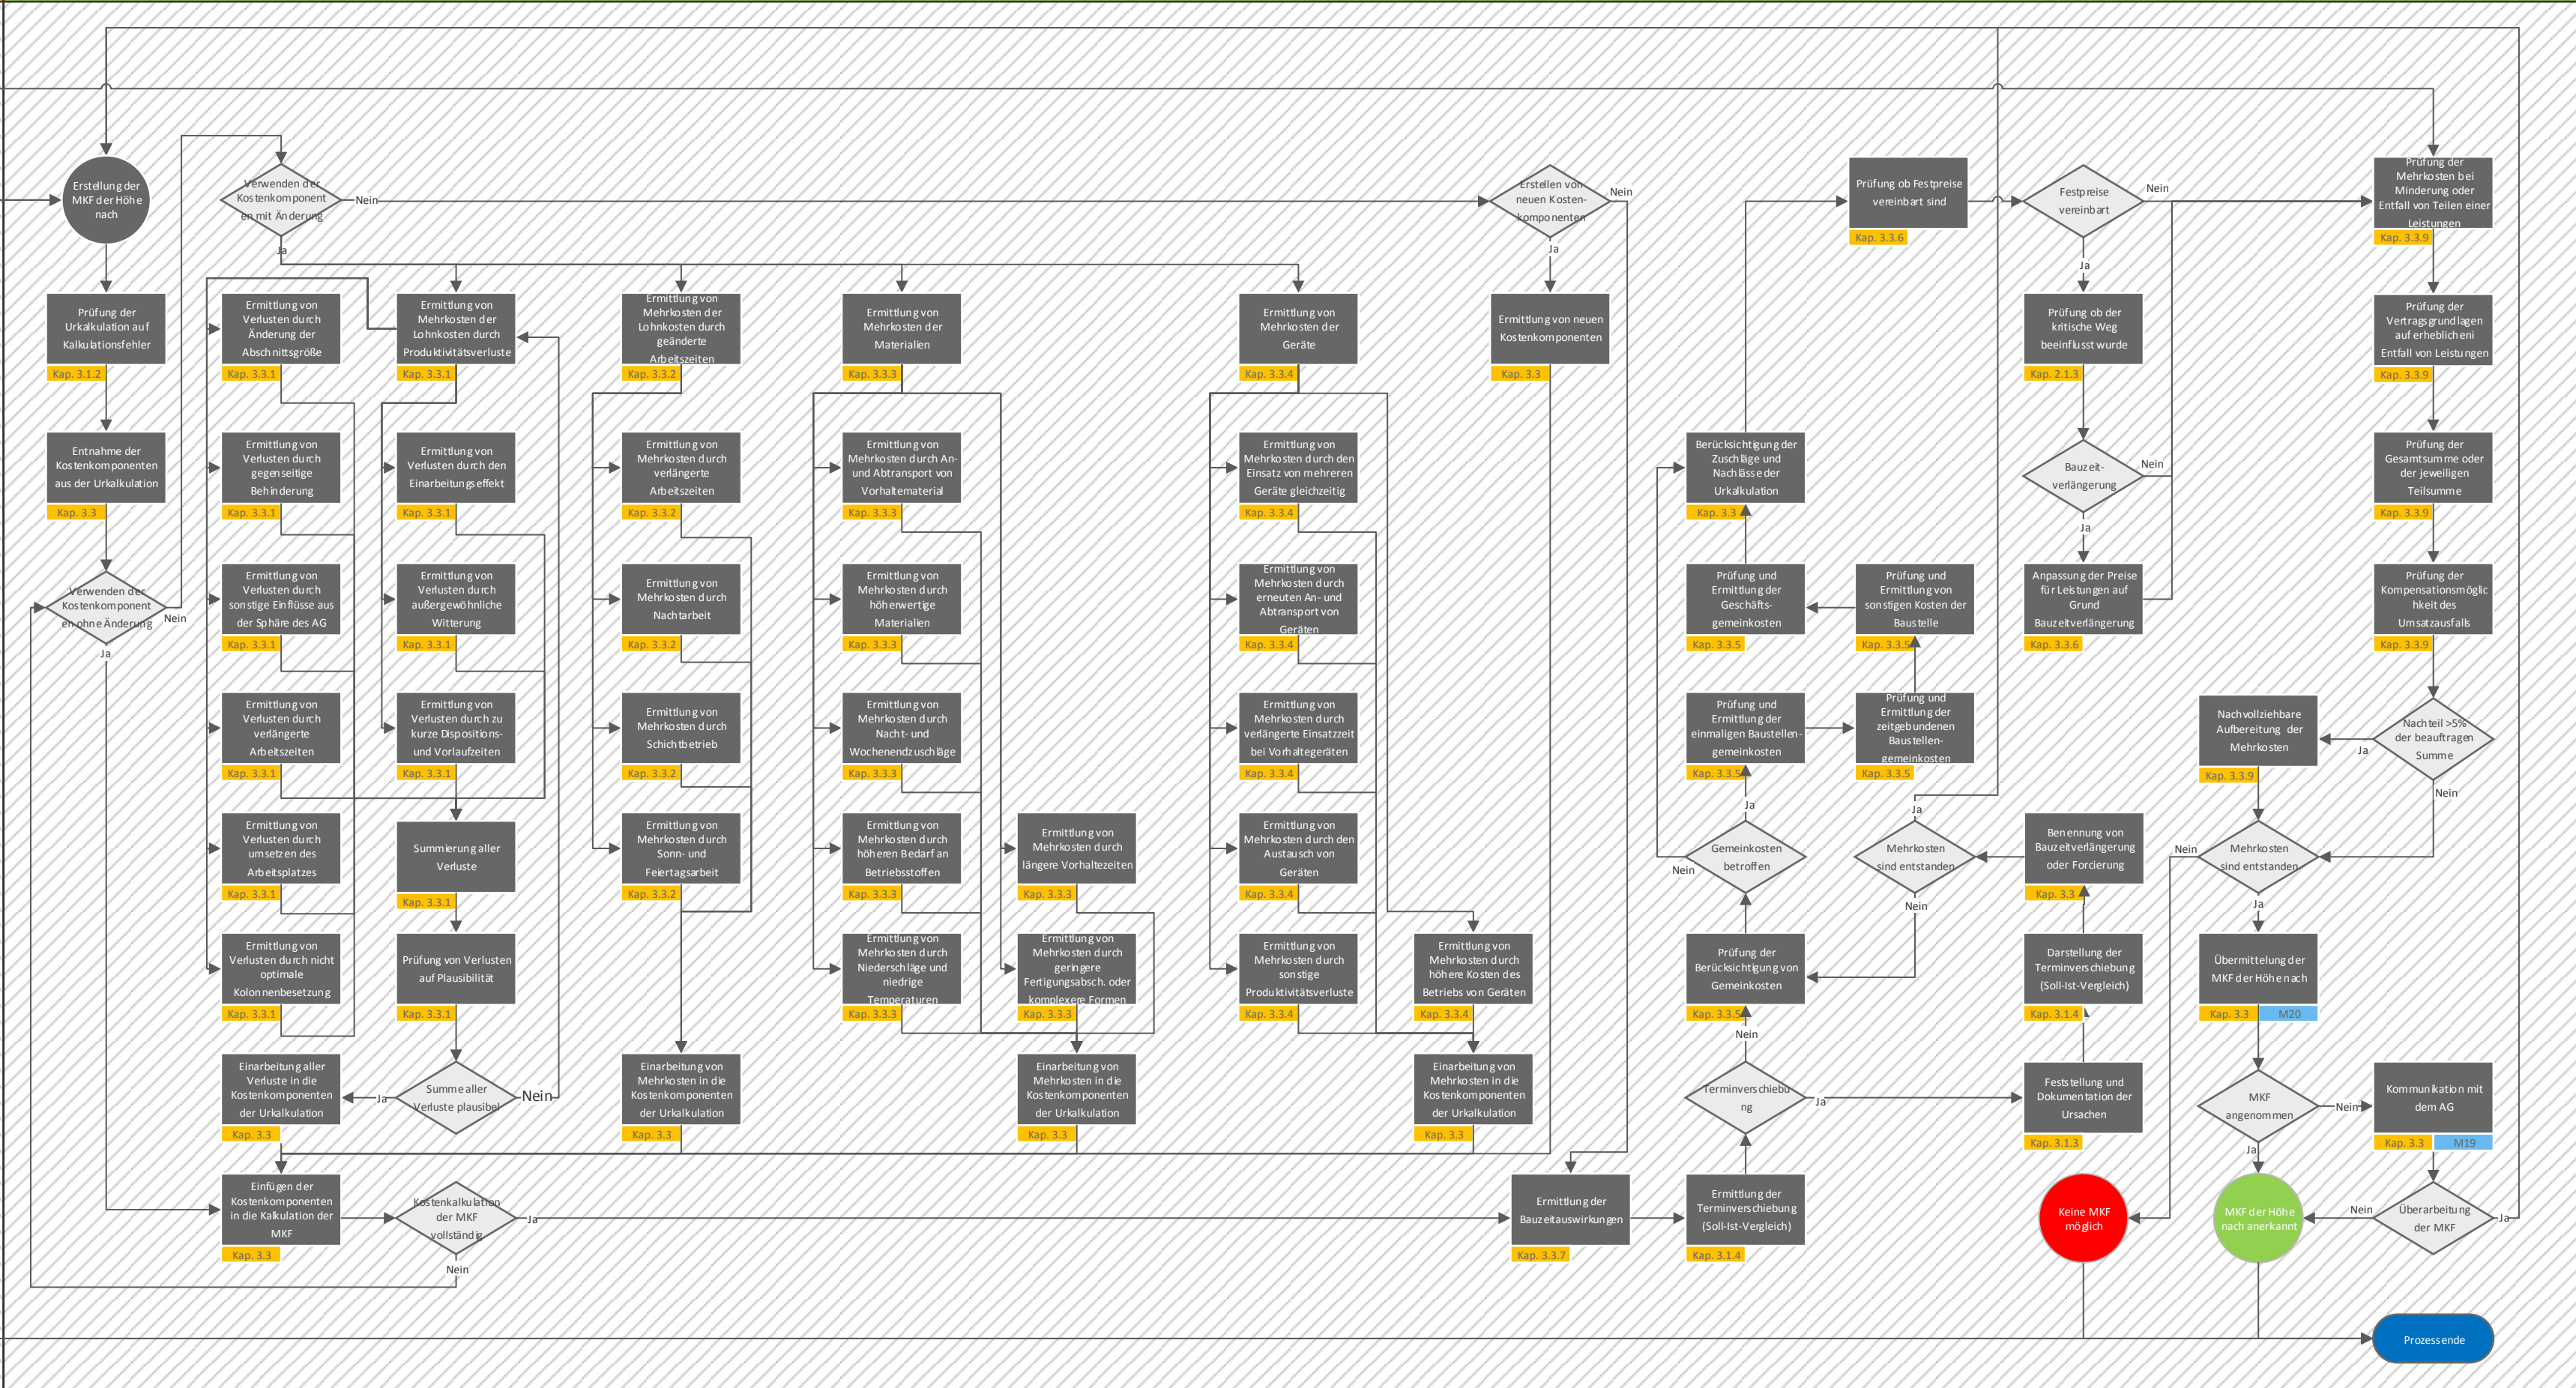 Erstellung der
MKF der Höhe
nach
Prüfung der
Urkalkulation auf
Kalkulationsfehler
Kap. 3.1.2
Entnahme der
Kostenkomponenten
aus der Urkalkulation
Kap. 3.3
Verwenden der
Kostenkomponent
en ohne Änderung
Nein
Ja
Verwenden der
Kostenkomponent
en mit Änderung
Nein
Ja
Ermittlung von
Verlusten durch
Änderung der
Abschnittsgröße
Kap. 3.3.1
Ermittlung von
Verlusten durch
gegenseitige
Behinderung
Kap. 3.3.1
Ermittlung von
Verlusten durch
sonstige Einflüsse aus
der Sphäre des AG
Kap. 3.3.1
Ermittlung von
Verlusten durch
verlängerte
Arbeitszeiten
Kap. 3.3.1
Ermittlung von
Verlusten durch
umsetzen des
Arbeitsplatzes
Kap. 3.3.1
Ermittlung von
Verlusten durch nicht
optimale
Kolonnenbesetzung
Kap. 3.3.1
Einarbeitung aller
Verluste in die
Kostenkomponenten
der Urkalkulation
Kap. 3.3
Einfügen der
Kostenkomponenten
in die Kalkulation der
MKF
Kap. 3.3
Ermittlung von
Mehrkosten der
Lohnkosten durch
Produktivitätsverluste
Kap. 3.3.1
Ermittlung von
Verlusten durch den
Einarbeitungseffekt
Kap. 3.3.1
Ermittlung von
Verlusten durch
außergewöhnliche
Witterung
Kap. 3.3.1
Ermittlung von
Verlusten durch zu
kurze Dispositions-
und Vorlaufzeiten
Kap. 3.3.1
Summierung aller
Verluste
Kap. 3.3.1
Prüfung von Verlusten
auf Plausibilität
Kap. 3.3.1
Summe aller
Verluste plausibel
Ja
Nein
Kostenkalkulation
der MKF
vollständig
Ja
Nein
Ermittlung von
Mehrkosten der
Lohnkosten durch
geänderte
Arbeitszeiten
Kap. 3.3.2
Ermittlung von
Mehrkosten durch
verlängerte
Arbeitszeiten
Kap. 3.3.2
Ermittlung von
Mehrkosten durch
Nachtarbeit
Kap. 3.3.2
Ermittlung von
Mehrkosten durch
Schichtbetrieb
Kap. 3.3.2
Ermittlung von
Mehrkosten durch
Sonn- und
Feiertagsarbeit
Kap. 3.3.2
Einarbeitung von
Mehrkosten in die
Kostenkomponenten
der Urkalkulation
Kap. 3.3
Ermittlung von
Mehrkosten der
Materialien
Kap. 3.3.3
Ermittlung von
Mehrkosten durch An-
und Abtransport von
Vorhaltematerial
Kap. 3.3.3
Ermittlung von
Mehrkosten durch
höherwertige
Materialien
Kap. 3.3.3
Ermittlung von
Mehrkosten durch
Nacht- und
Wochenendzuschläge
Kap. 3.3.3
Ermittlung von
Mehrkosten durch
höheren Bedarf an
Betriebsstoffen
Kap. 3.3.3
Ermittlung von
Mehrkosten durch
Niederschläge und
niedrige
Temperaturen
Kap. 3.3.3
Ermittlung von
Mehrkosten durch
längere Vorhaltezeiten
Kap. 3.3.3
Ermittlung von
Mehrkosten durch
geringere
Fertigungsabsch. oder
komplexere Formen
Kap. 3.3.3
Einarbeitung von
Mehrkosten in die
Kostenkomponenten
der Urkalkulation
Kap. 3.3
Ermittlung von
Mehrkosten der
Geräte
Kap. 3.3.4
Ermittlung von
Mehrkosten durch den
Einsatz von mehreren
Geräte gleichzeitig
Kap. 3.3.4
Ermittlung von
Mehrkosten durch
erneuten An- und
Abtransport von
Geräten
Kap. 3.3.4
Ermittlung von
Mehrkosten durch
verlängerte Einsatzzeit
bei Vorhaltegeräten
Kap. 3.3.4
Ermittlung von
Mehrkosten durch den
Austausch von
Geräten
Kap. 3.3.4
Ermittlung von
Mehrkosten durch
sonstige
Produktivitätsverluste
Kap. 3.3.4
Ermittlung von
Mehrkosten durch
höhere Kosten des
Betriebs von Geräten
Kap. 3.3.4
Einarbeitung von
Mehrkosten in die
Kostenkomponenten
der Urkalkulation
Kap. 3.3
Erstellen von
neuen Kosten-
komponenten
Nein
Ja
Ermittlung von neuen
Kostenkomponenten
Kap. 3.3
Ermittlung der
Bauzeitauswirkungen
Kap. 3.3.7
Ermittlung der
Terminverschiebung
(Soll-Ist-Vergleich)
Kap. 3.1.4
Terminverschiebu
ng
Nein
Ja
Prüfung der
Berücksichtigung von
Gemeinkosten
Kap. 3.3.5
Gemeinkosten
betroffen
Ja
Nein
Prüfung und
Ermittlung der
einmaligen Baustellen-
gemeinkosten
Kap. 3.3.5
Prüfung und
Ermittlung der
zeitgebundenen
Baustellen-
gemeinkosten
Kap. 3.3.5
Prüfung und
Ermittlung von
sonstigen Kosten der
Baustelle
Kap. 3.3.5
Prüfung und
Ermittlung der
Geschäfts-
gemeinkosten
Kap. 3.3.5
Berücksichtigung der
Zuschläge und
Nachlässe der
Urkalkulation
Kap. 3.3
Prüfung ob Festpreise
vereinbart sind
Kap. 3.3.6
Festpreise
vereinbart
Nein
Ja
Prüfung ob der
kritische Weg
beeinflusst wurde
Kap. 2.1.3
Bauzeit-
verlängerung
Nein
Ja
Anpassung der Preise
für Leistungen auf
Grund
Bauzeitverlängerung
Kap. 3.3.6
Feststellung und
Dokumentation der
Ursachen
Kap. 3.1.3
Darstellung der
Terminverschiebung
(Soll-Ist-Vergleich)
Kap. 3.1.4
Benennung von
Bauzeitverlängerung
oder Forcierung
Kap. 3.3
Mehrkosten
sind entstanden
Ja
Nein
Prüfung der
Mehrkosten bei
Minderung oder
Entfall von Teilen einer
Leistungen
Kap. 3.3.9
Prüfung der
Vertragsgrundlagen
auf erheblicheni
Entfall von Leistungen
Kap. 3.3.9
Prüfung der
Gesamtsumme oder
der jeweiligen
Teilsumme
Kap. 3.3.9
Prüfung der
Kompensationsmöglic
hkeit des
Umsatzausfalls
Kap. 3.3.9
Nachteil >5%
der beauftragen
Summe
Ja
Nein
Nachvollziehbare
Aufbereitung der
Mehrkosten
Kap. 3.3.9
Mehrkosten
sind entstanden
Nein
Ja
Übermittelung der
MKF der Höhe nach
Kap. 3.3
M20
MKF
angenommen
Nein
Ja
Kommunikation mit
dem AG
Kap. 3.3
M19
Überarbeitung
der MKF
Nein
Ja
Keine MKF
möglich
MKF der Höhe
nach anerkannt
Prozessende